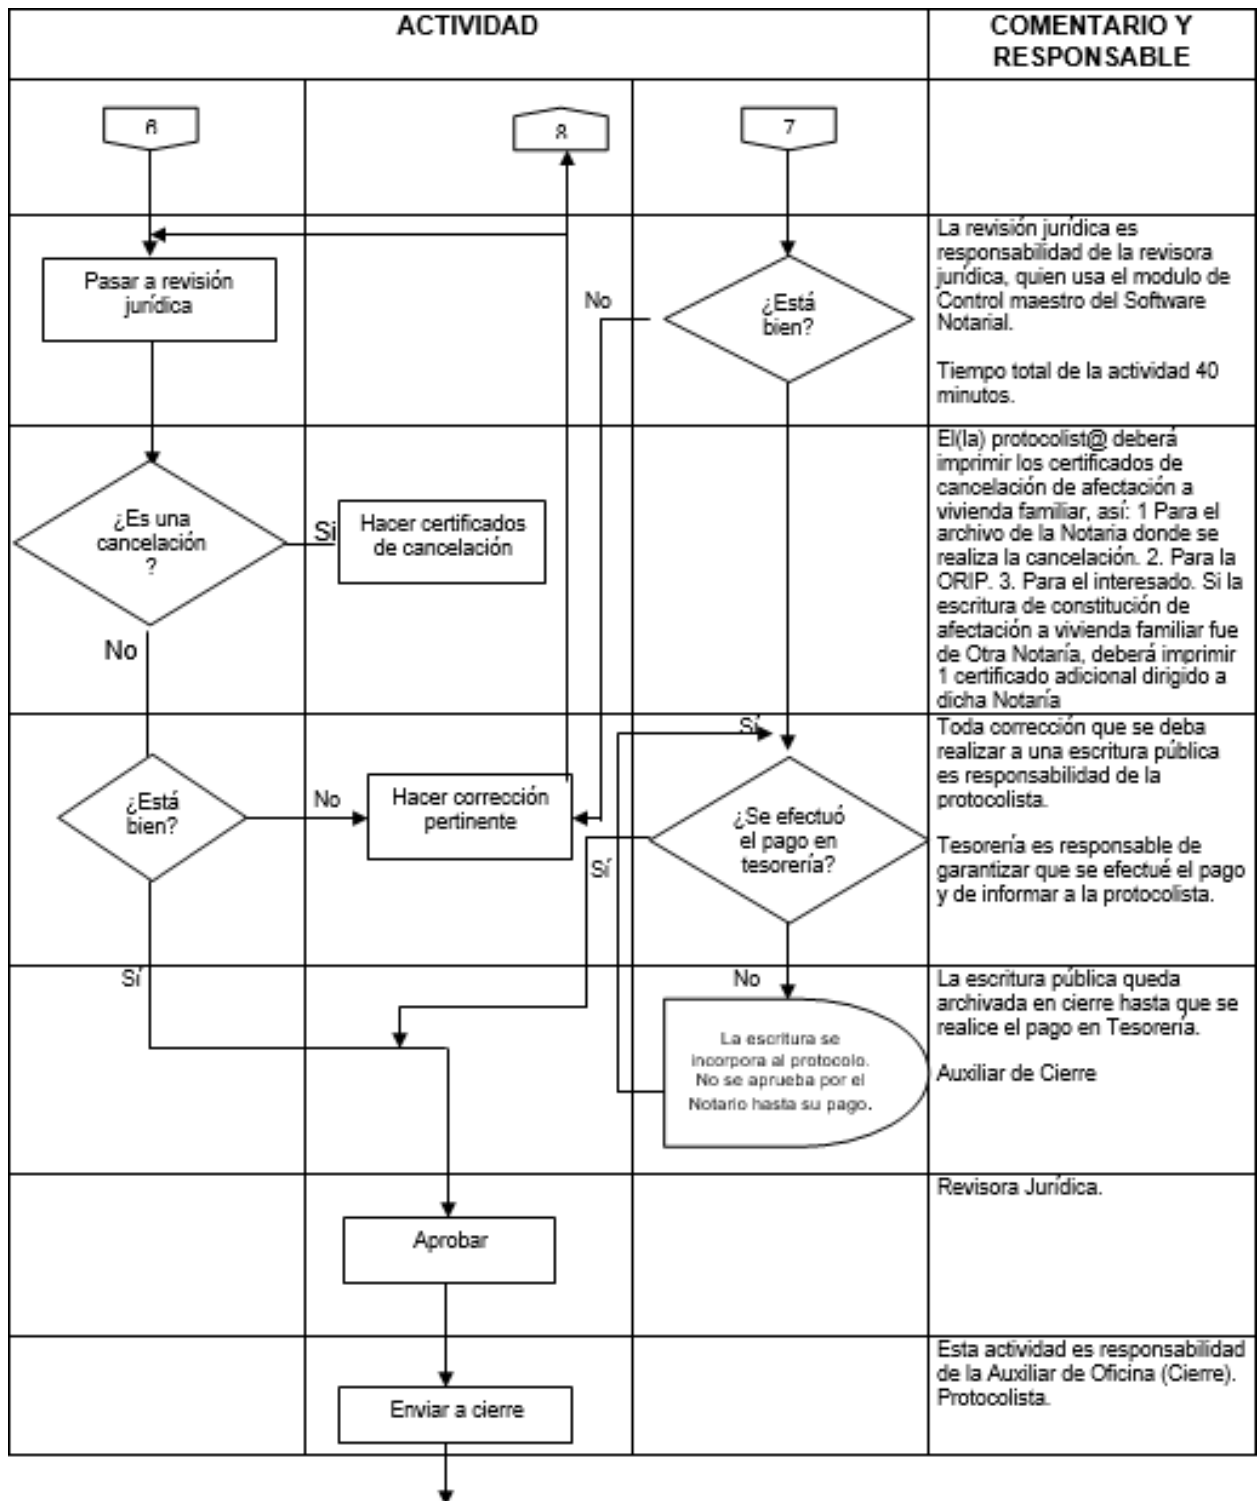 ACTIVIDAD
COMENTARIO Y
RESPONSABLE
6
8
7
Pasar a revisión
jurídica
No
¿Está
bien?
La revisión jurídica es
responsabilidad de la revisora
jurídica, quien usa el modulo de
Control maestro del Software
Notarial.
Tiempo total de la actividad 40
minutos.
¿Es una
cancelación
?
Si
Hacer certificados
de cancelación
No
El(la) protocolist@ deberá
imprimir los certificados de
cancelación de afectación a
vivienda familiar, así: 1 Para el
archivo de la Notaria donde se
realiza la cancelación. 2. Para la
ORIP. 3. Para el interesado. Si la
escritura de constitución de
afectación a vivienda familiar fue
de Otra Notaría, deberá imprimir
1 certificado adicional dirigido a
dicha Notaría
¿Está
bien?
No
Hacer corrección
pertinente
Sí
Sí
¿Se efectuó
el pago en
tesorería?
Toda corrección que se deba
realizar a una escritura pública
es responsabilidad de la
protocolista.
Tesorería es responsable de
garantizar que se efectué el pago
y de informar a la protocolista.
Sí
No
La escritura se
incorpora al protocolo.
No se aprueba por el
Notario hasta su pago.
La escritura pública queda
archivada en cierre hasta que se
realice el pago en Tesorería.
Auxiliar de Cierre
Aprobar
Revisora Jurídica.
Enviar a cierre
Esta actividad es responsabilidad
de la Auxiliar de Oficina (Cierre).
Protocolista.